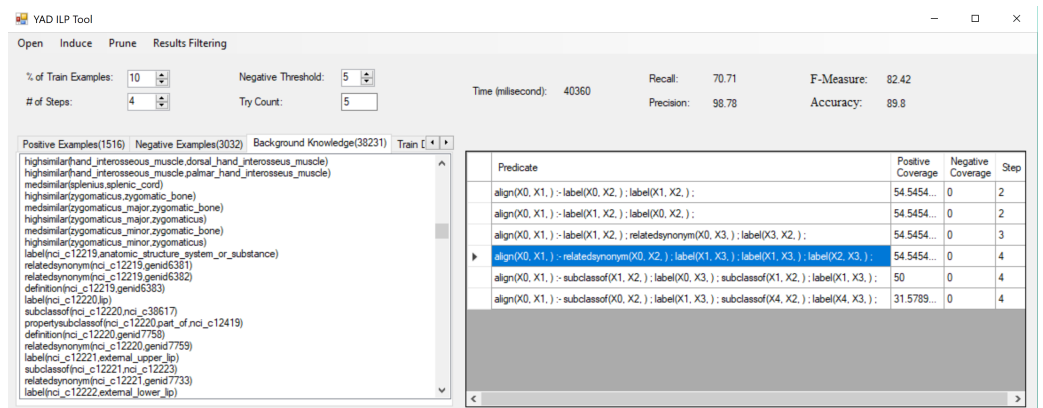 YAD ILP Tool
Open Induce Prune Results Filtering
% of Train Examples: 10 Negative Threshold: 5 Time (milisecond): 40360 Recall: 70.71 F-Measure: 82.42
# of Steps: 4 Try Count: 5 Precision: 98.78 Accuracy: 89.8
Positive Examples(1516) Negative Examples(3032) Background Knowledge(38231) Train D
highsimilar(hand_interosseous_muscle,dorsal_hand_interosseus_muscle)
highsimilar(hand_interosseous_muscle,palmar_hand_interosseus_muscle)
medsimilar(splenius,splenic_cord)
highsimilar(zygomaticus,zygomatic_bone)
medsimilar(zygomaticus_major,zygomatic_bone)
highsimilar(zygomaticus_major,zygomaticus)
medsimilar(zygomaticus_minor,zygomatic_bone)
highsimilar(zygomaticus_minor,zygomaticus)
label(nci_c12219,anatomic_structure_system_or_substance)
relatedsynonym(nci_c12219,genid6381)
relatedsynonym(nci_c12219,genid6382)
definition(nci_c12219,genid6383)
label(nci_c12220,lip)
subclassof(nci_c12220,nci_c38617)
propertysubclassof(nci_c12220,part_of,nci_c12419)
definition(nci_c12220,genid7758)
relatedsynonym(nci_c12220,genid7759)
label(nci_c12221,external_upper_lip)
subclassof(nci_c12221,nci_c12223)
relatedsynonym(nci_c12221,genid7733)
label(nci_c12222,external_lower_lip)
Predicate Positive Coverage Negative Coverage Step
align(X0, X1, ) :- label(X0, X2, ) ; label(X1, X2, ) ; 54.5454... 0 2
align(X0, X1, ) :- label(X1, X2, ) ; label(X0, X2, ) ; 54.5454... 0 2
align(X0, X1, ) :- label(X1, X2, ) ; relatedsynonym(X0, X3, ) ; label(X3, X2, ) ; 54.5454... 0 3
align(X0, X1, ) :- relatedsynonym(X0, X2, ) ; label(X1, X3, ) ; label(X1, X3, ) ; label(X2, X3, ) ; 54.5454... 0 4
align(X0, X1, ) :- subclassof(X1, X2, ) ; label(X0, X3, ) ; subclassof(X1, X2, ) ; label(X1, X3, ) ; 50 0 4
align(X0, X1, ) :- subclassof(X0, X2, ) ; label(X1, X3, ) ; subclassof(X4, X2, ) ; label(X4, X3, ) ; 31.5789... 0 4